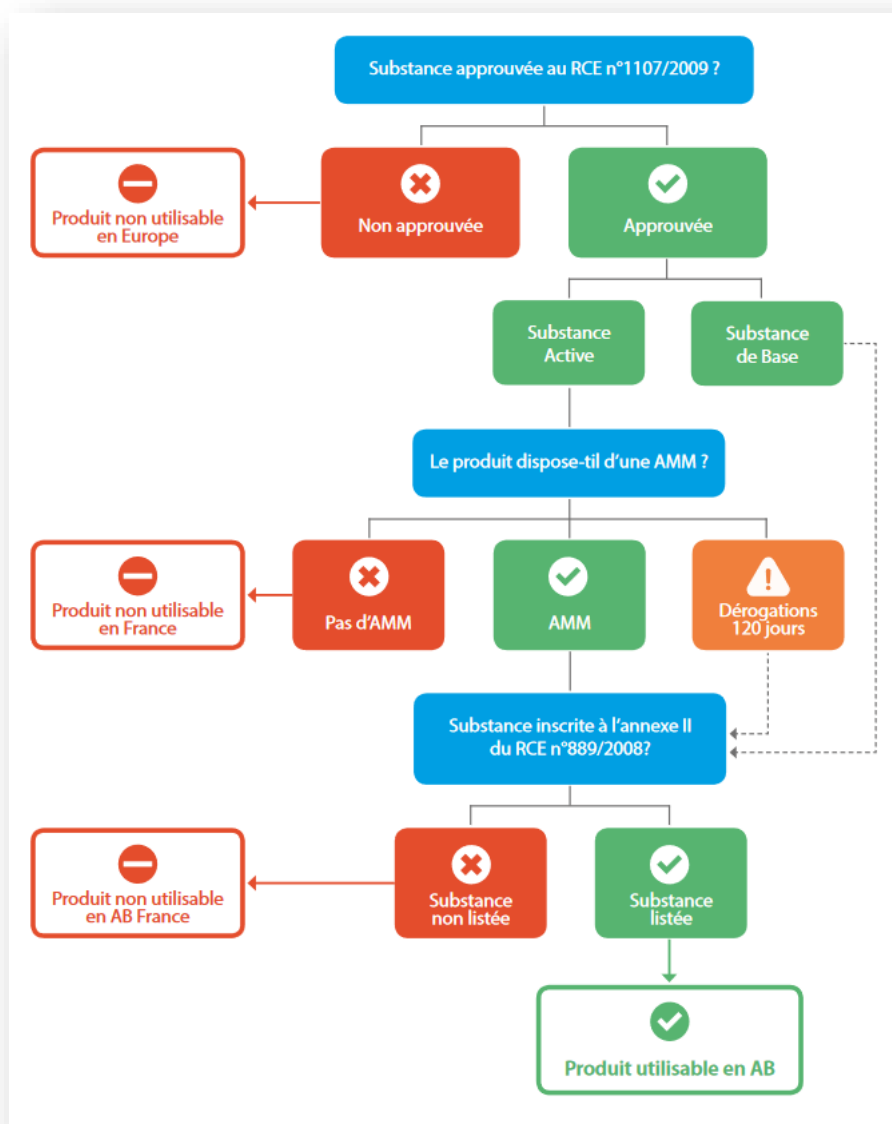 Substance approuvée au RCE n°1107/2009 ?
Produit non utilisable
en Europe
Non approuvée
Approuvée
Substance
Active
Substance
de Base
Le produit dispose-til d'une AMM ?
Produit non utilisable
en France
Pas d'AMM
AMM
Dérogations
120 jours
Substance inscrite à l'annexe II
du RCE n°889/2008?
Produit non utilisable
en AB France
Substance
non listée
Substance
listée
Produit utilisable en AB